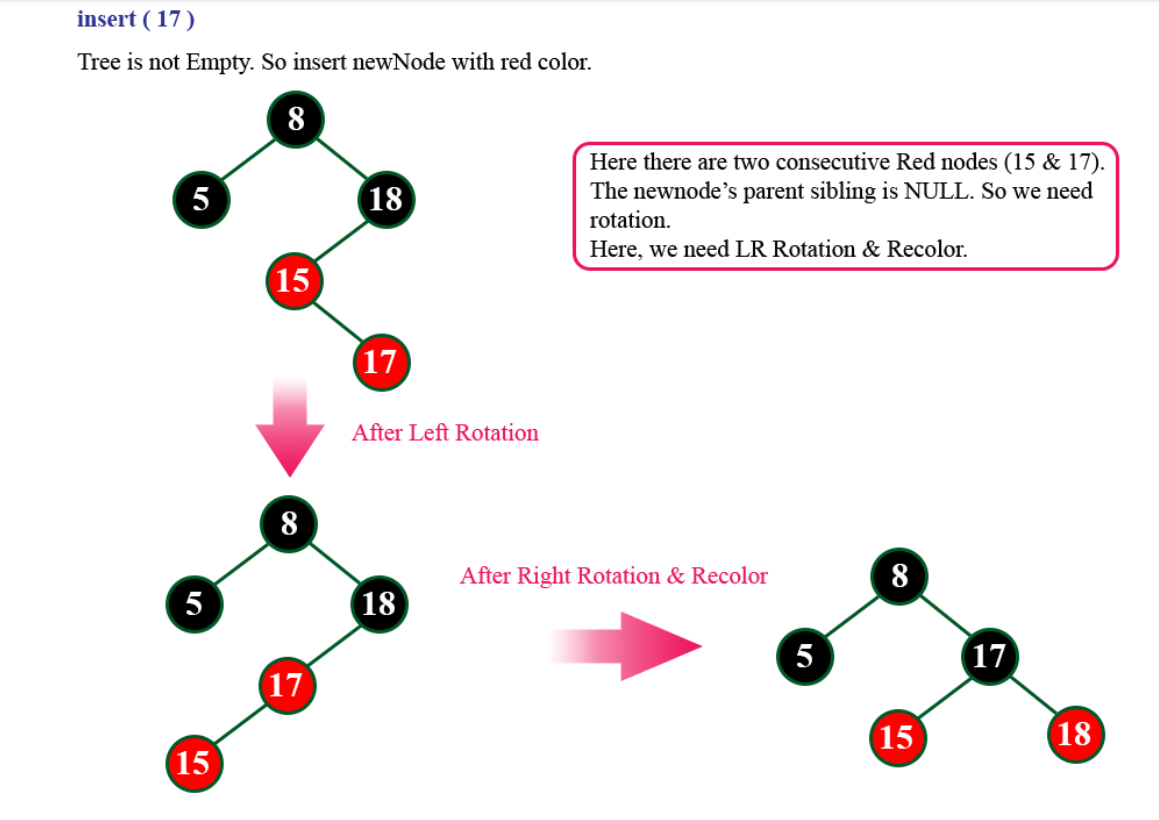 insert ( 17 )
Tree is not Empty. So insert newNode with red color.
8
5
18
15
17
Here there are two consecutive Red nodes (15 & 17).
The newnode’s parent sibling is NULL. So we need
rotation.
Here, we need LR Rotation & Recolor.
After Left Rotation
8
5
18
17
15
After Right Rotation & Recolor
8
5
17
15
18